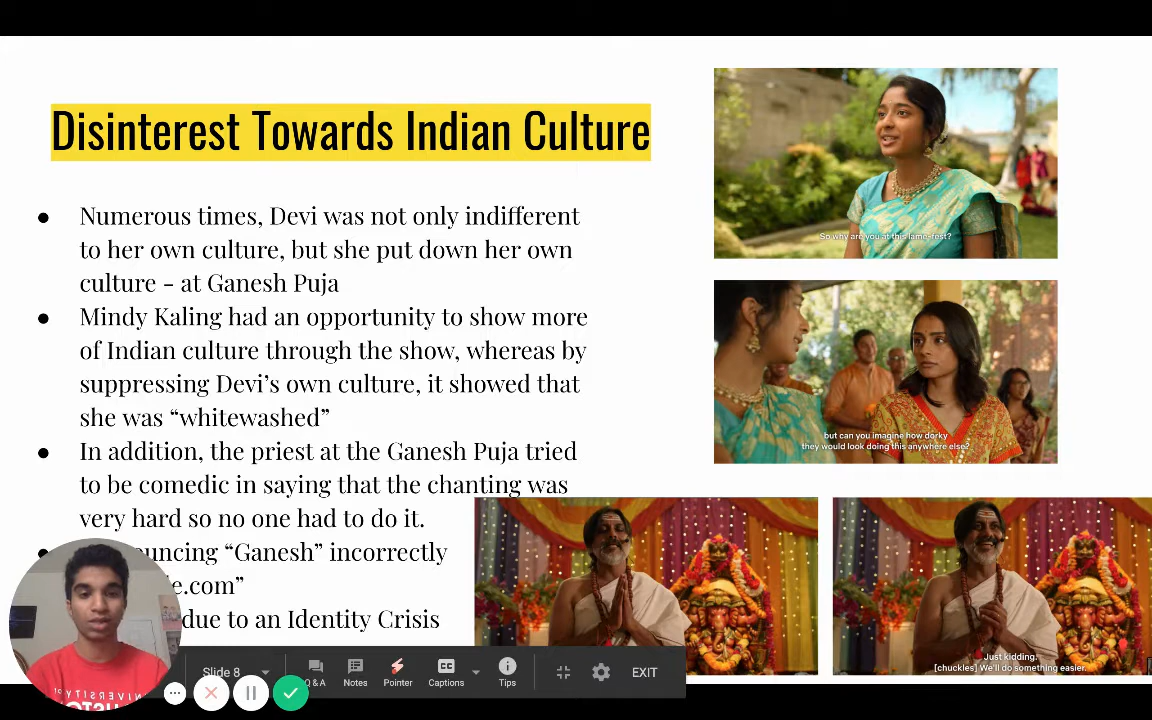 Disinterest Towards Indian Culture
● Numerous times, Devi was not only indifferent
to her own culture, but she put down her own
culture - at Ganesh Puja
● Mindy Kaling had an opportunity to show more
of Indian culture through the show, whereas by
suppressing Devi's own culture, it showed that
she was “whitewashed”
● In addition, the priest at the Ganesh Puja tried
to be comedic in saying that the chanting was
very hard so no one had to do it.
“Ganesh” incorrectly
.com”
due to an Identity Crisis
So why are you at this lame-fest?
but can you imagine how dorky
they would look doing this anywhere else?
Just kidding.
[chuckles] We'll do something easier.
Slide 8
Q & A
Notes
Pointer
CC
Captions
Tips
EXIT